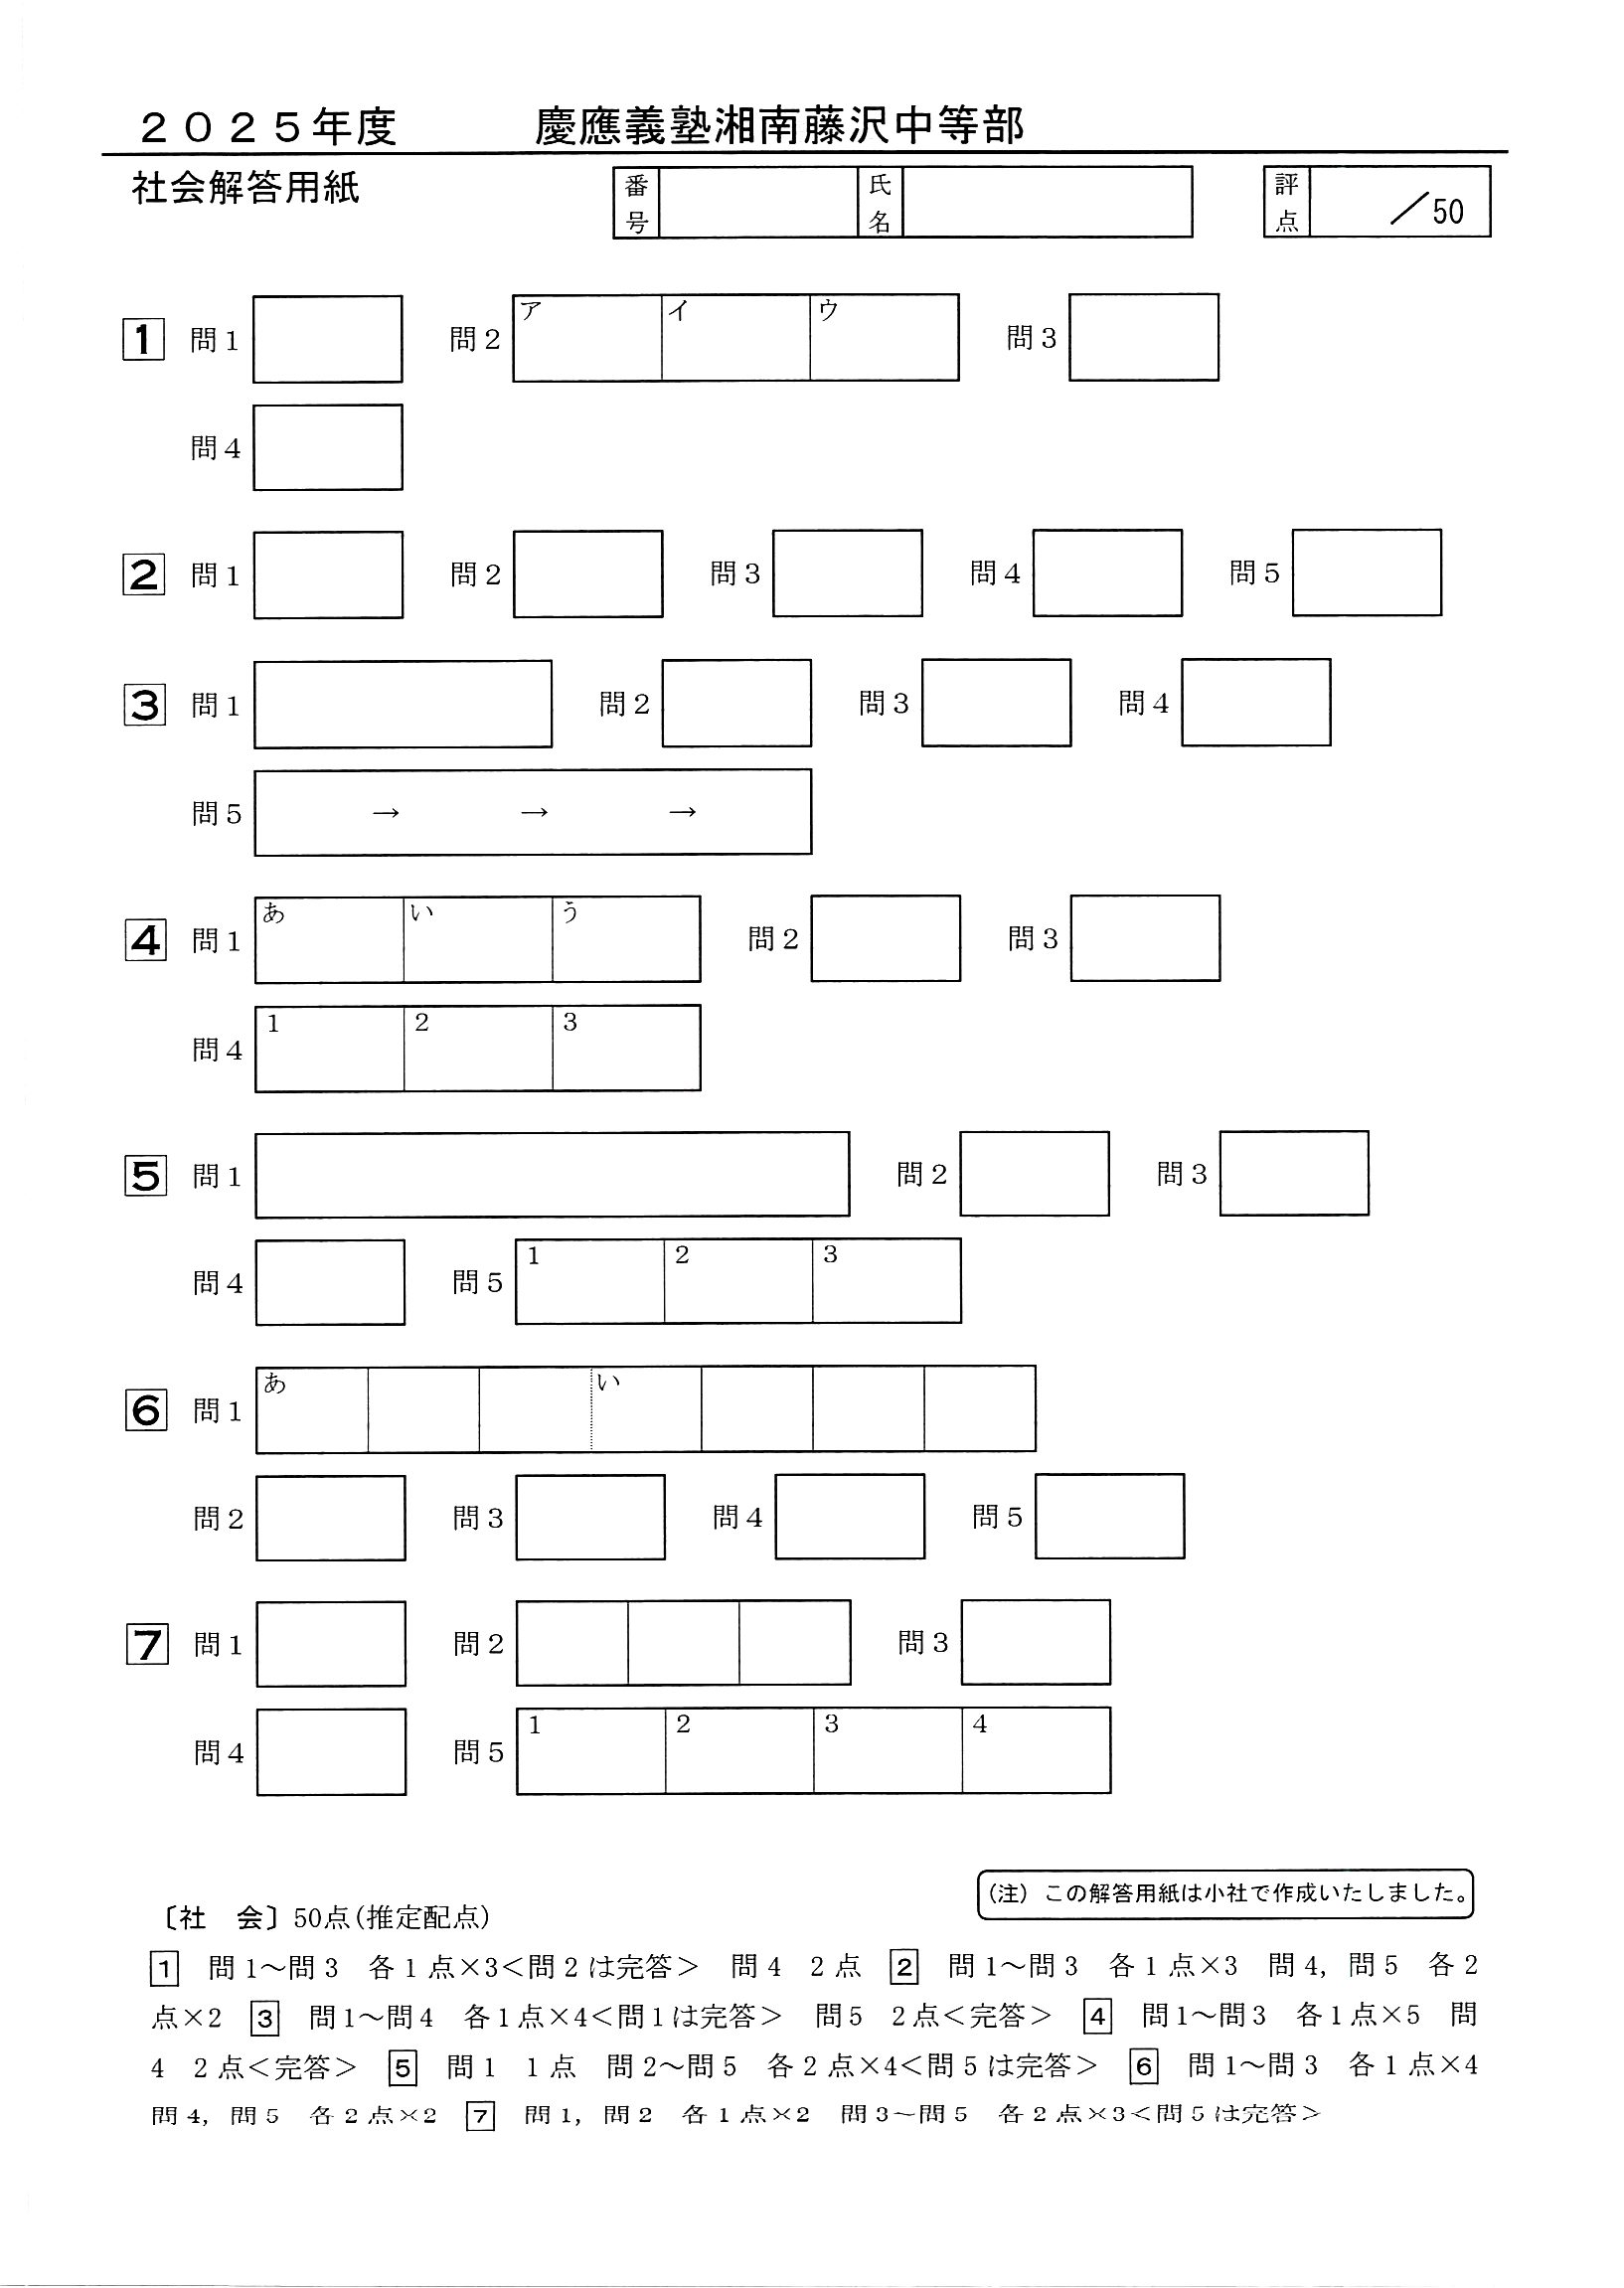 2025年度 慶應義塾湘南藤沢中等部
社会解答用紙 番号 氏名 評点 ／50
1 問1 問2 ア イ ウ 問3
問4
2 問1 問2 問3 問4 問5
3 問1 問2 問3 問4
問5 → → →
4 問1 あ い う 問2 問3
問4 1 2 3
5 問1 問2 問3
問4 問5 1 2 3
6 問1 あ い
問2 問3 問4 問5
7 問1 問2 問3
問4 問5 1 2 3 4
(注) この解答用紙は小社で作成いたしました。
〔社 会〕50点(推定配点)
1 問1～問3 各1点×3＜問2は完答＞ 問4 2点 2 問1～問3 各1点×3 問4, 問5 各2
点×2 3 問1～問4 各1点×4＜問1は完答＞ 問5 2点＜完答＞ 4 問1～問3 各1点×5 問
4 2点＜完答＞ 5 問1 1点 問2～問5 各2点×4＜問5は完答＞ 6 問1～問3 各1点×4
問4, 問5 各2点×2 7 問1, 問2 各1点×2 問3～問5 各2点×3＜問5は完答＞